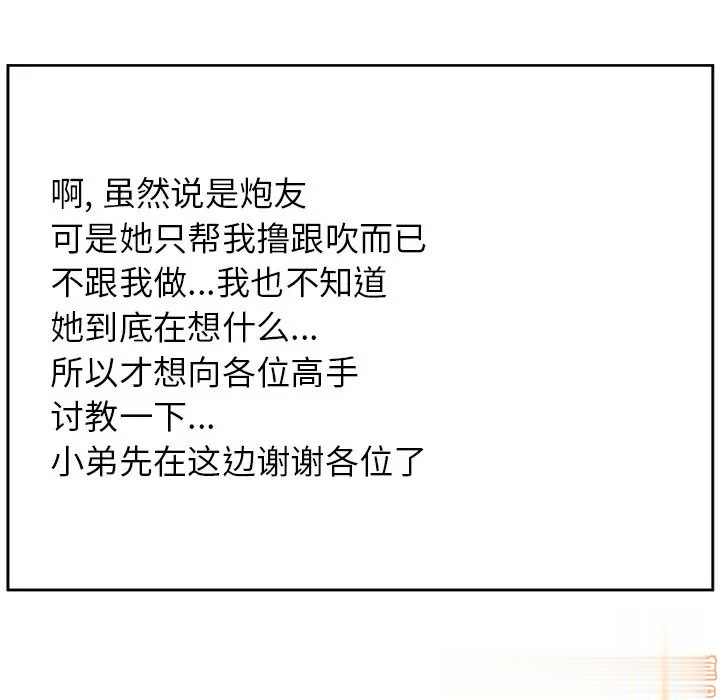 啊, 虽然说是炮友
可是她只帮我撸跟吹而已
不跟我做...我也不知道
她到底在想什么...
所以才想向各位高手
讨教一下...
小弟先在这边谢谢各位了